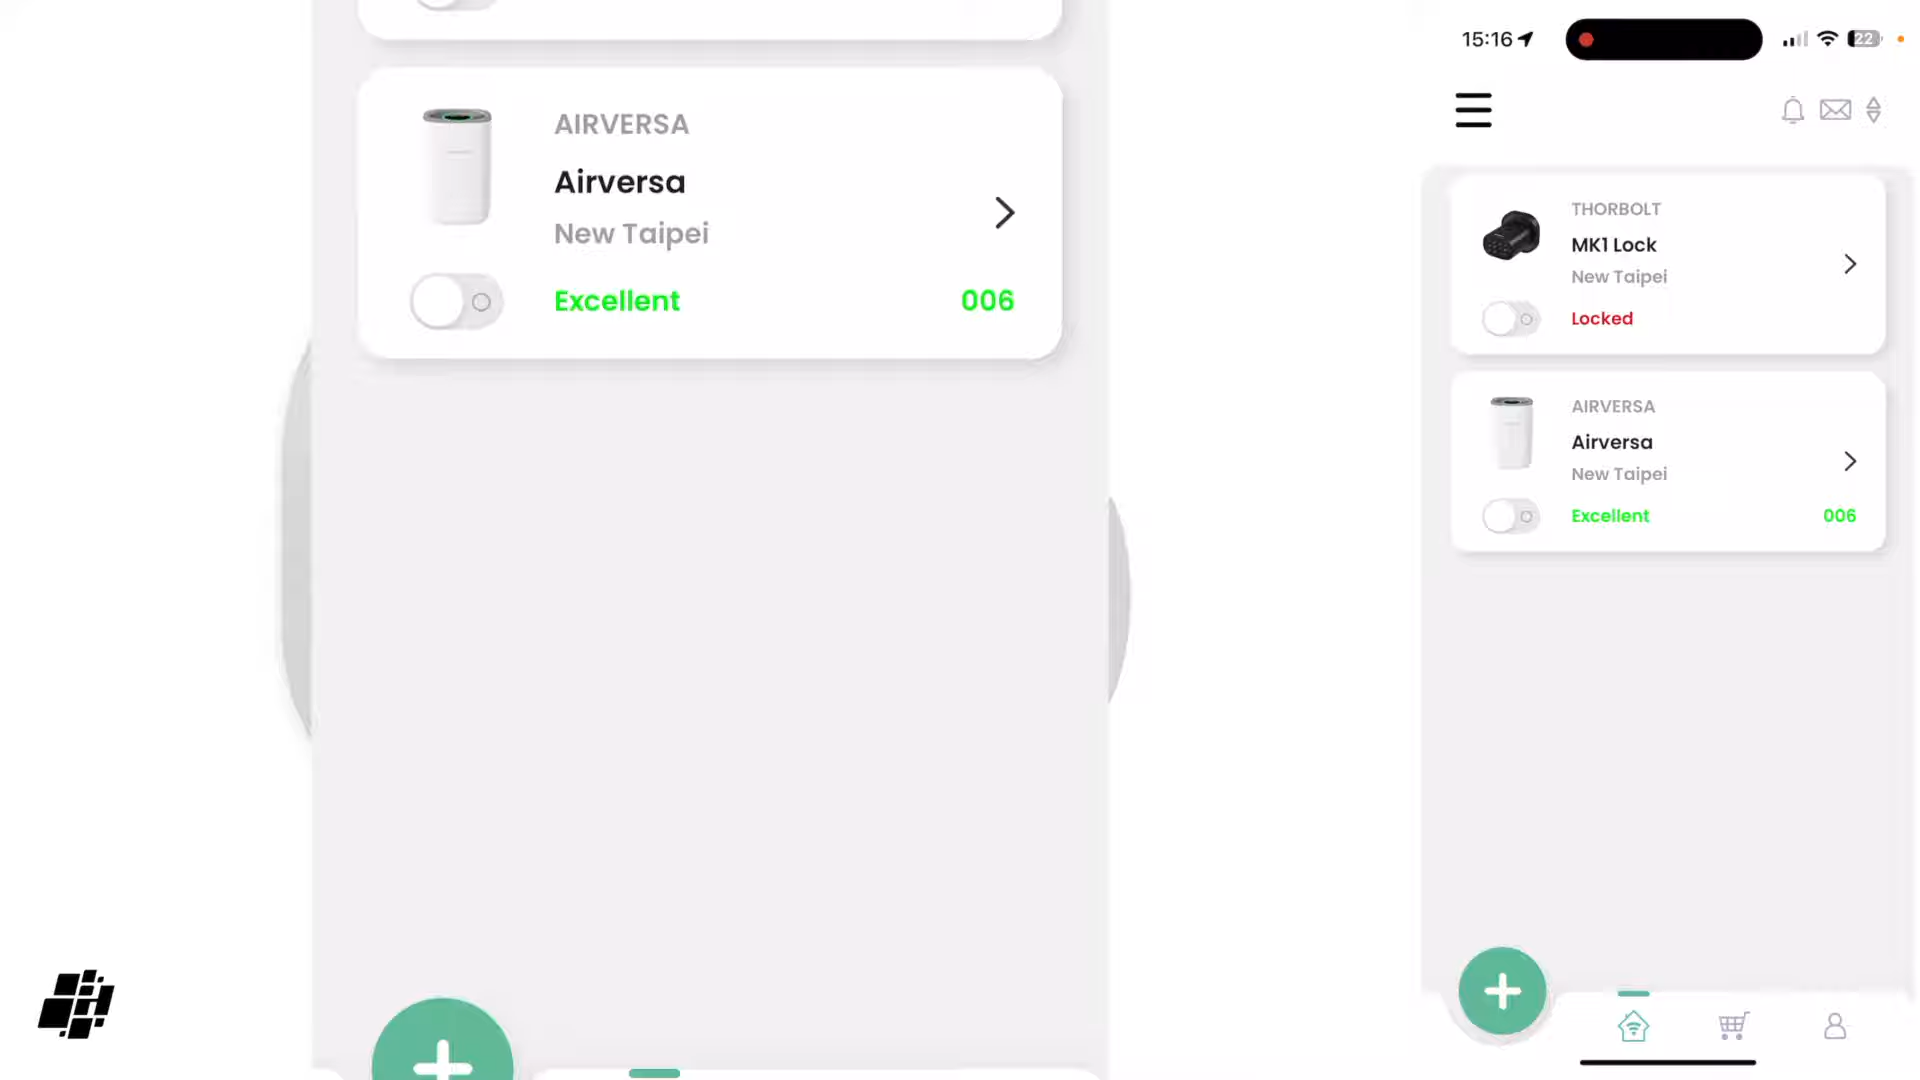 AIRVERSA
Airversa
New Taipei
Excellent
006
15:16
22
THORBOLT
MK1 Lock
New Taipei
Locked
AIRVERSA
Airversa
New Taipei
Excellent
006